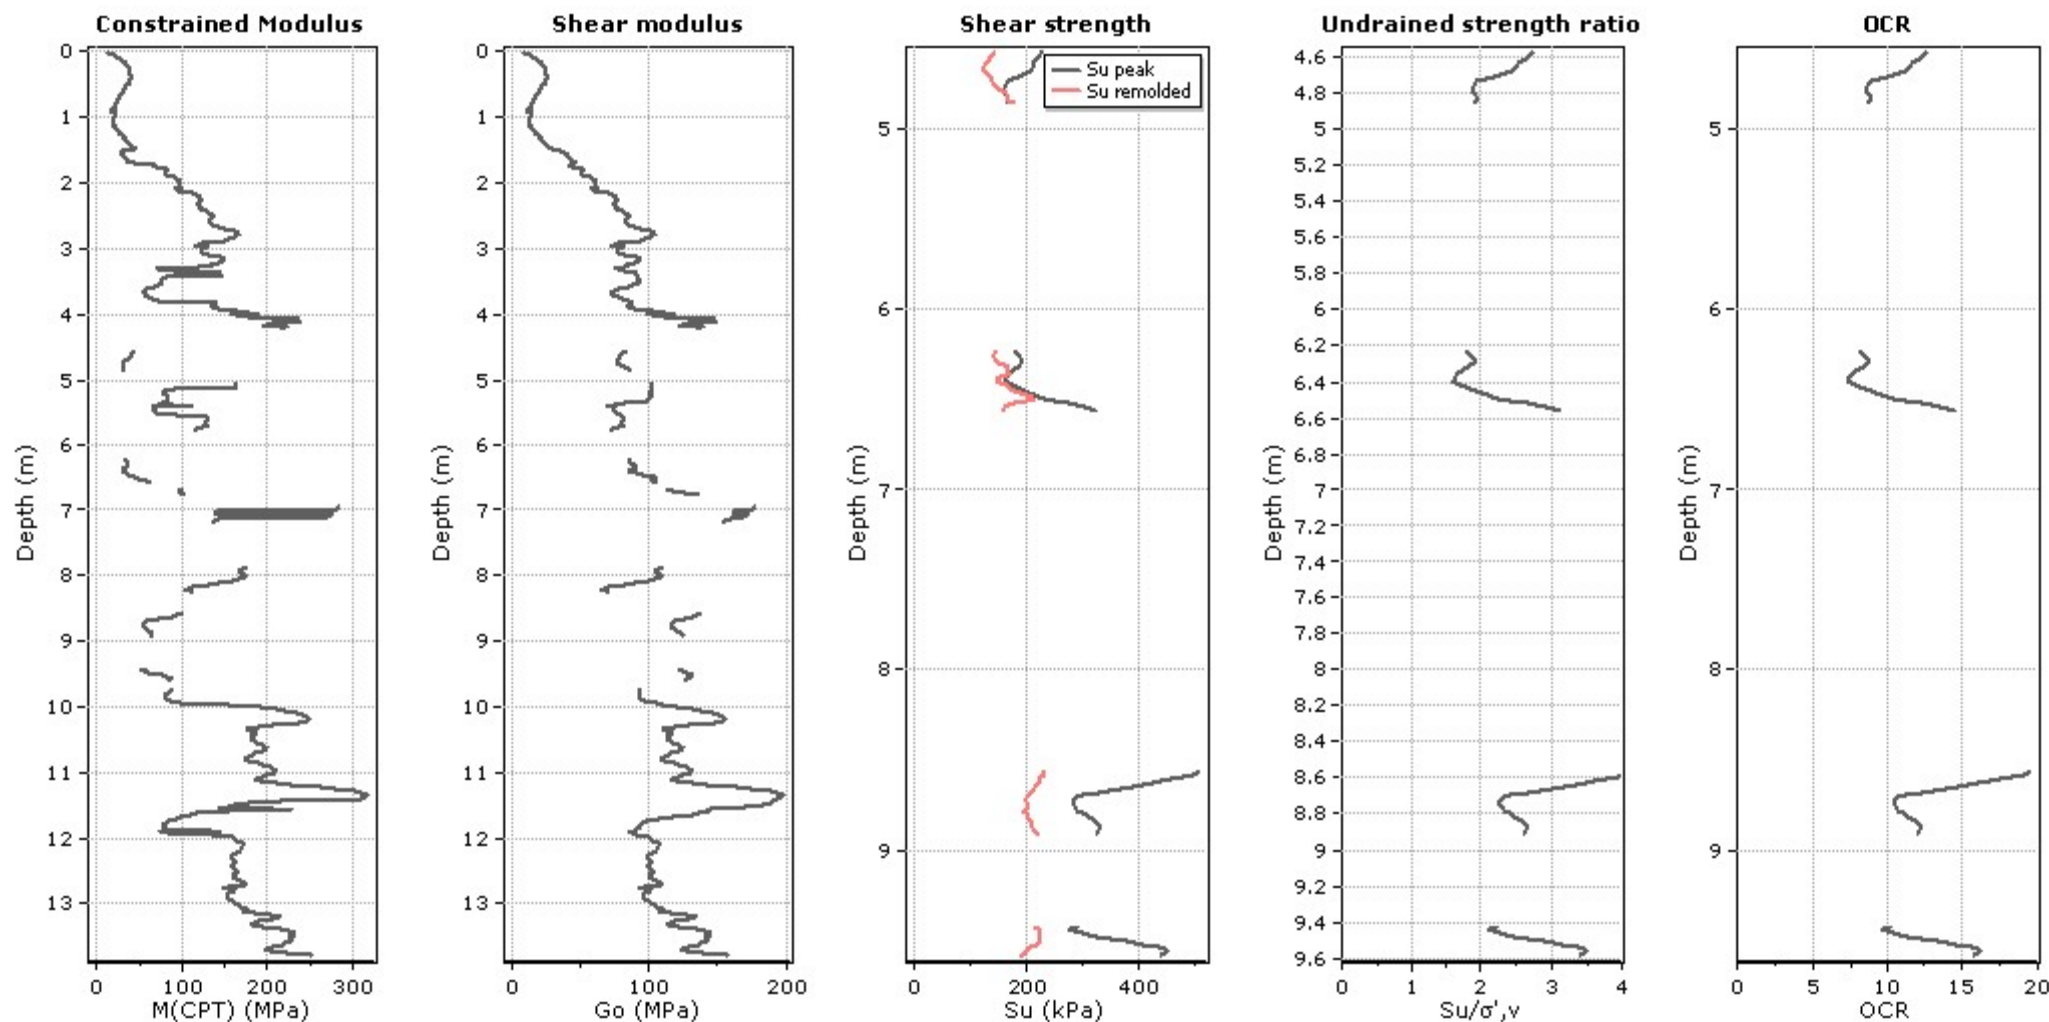 Constrained Modulus
0
1
2
3
4
5
6
7
8
9
10
11
12
13
Depth (m)
0 100 200 300
M(CPT) (MPa)
Shear modulus
0
1
2
3
4
5
6
7
8
9
10
11
12
13
Depth (m)
0 100 200
Go (MPa)
Shear strength
Su peak
Su remolded
5
6
7
8
9
Depth (m)
0 200 400
Su (kPa)
Undrained strength ratio
4.6
4.8
5
5.2
5.4
5.6
5.8
6
6.2
6.4
6.6
6.8
7
7.2
7.4
7.6
7.8
8
8.2
8.4
8.6
8.8
9
9.2
9.4
9.6
Depth (m)
0 1 2 3 4
Su/σ',v
OCR
5
6
7
8
9
Depth (m)
0 5 10 15 20
OCR